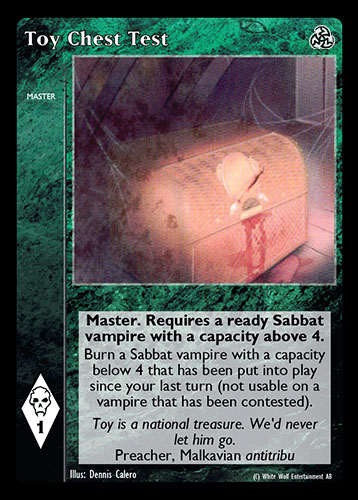 Toy Chest Test
MASTER
Master. Requires a ready Sabbat
vampire with a capacity above 4.
Burn a Sabbat vampire with a capacity
below 4 that has been put into play
since your last turn (not usable on a
vampire that has been contested).
Toy is a national treasure. We'd never
let him go.
Preacher, Malkavian antitribu
1
Illus: Dennis Calero
(C) White Wolf Entertainment AB